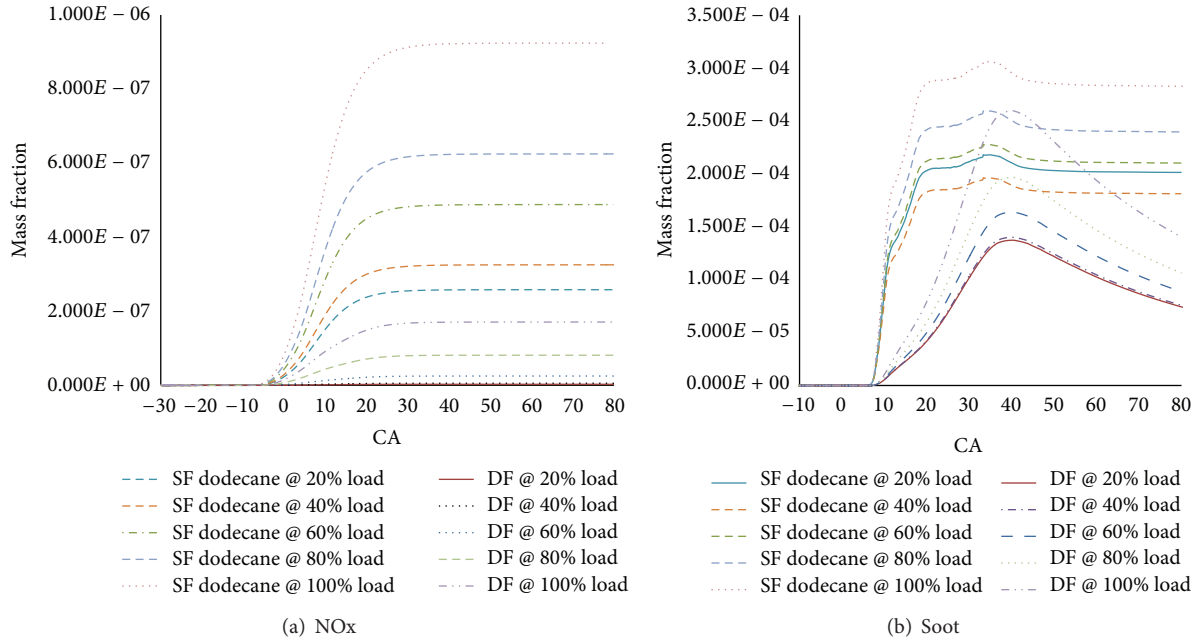 1.000E − 06
8.000E − 07
6.000E − 07
4.000E − 07
2.000E − 07
0.000E + 00
Mass fraction
−30 −20 −10 0 10 20 30 40 50 60 70 80
CA
SF dodecane @ 20% load
SF dodecane @ 40% load
SF dodecane @ 60% load
SF dodecane @ 80% load
SF dodecane @ 100% load
DF @ 20% load
DF @ 40% load
DF @ 60% load
DF @ 80% load
DF @ 100% load
(a) NOx
3.500E − 04
3.000E − 04
2.500E − 04
2.000E − 04
1.500E − 04
1.000E − 04
5.000E − 05
0.000E + 00
Mass fraction
−10 0 10 20 30 40 50 60 70 80
CA
SF dodecane @ 20% load
SF dodecane @ 40% load
SF dodecane @ 60% load
SF dodecane @ 80% load
SF dodecane @ 100% load
DF @ 20% load
DF @ 40% load
DF @ 60% load
DF @ 80% load
DF @ 100% load
(b) Soot